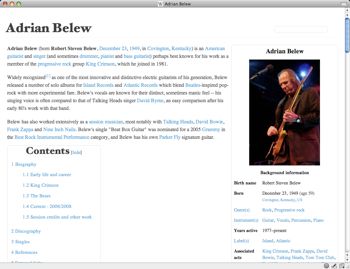 Adrian Belew
Adrian Belew
Adrian Belew (born Robert Steven Belew, December 23, 1949, in Covington, Kentucky) is an American
guitarist and singer (and sometimes drummer, pianist and bass guitarist) perhaps best known for his work as a
member of the progressive rock group King Crimson, which he joined in 1981.
Widely recognized as one of the most innovative and distinctive electric guitarists of his generation, Belew
released a number of solo albums for Island Records and Atlantic Records which blend Beatles-inspired pop-
rock with more experimental fare. Belew's vocals are known for their distinct, sometimes manic feel -- his
singing voice is often compared to that of Talking Heads singer David Byrne, an easy comparison after his
early 80's work with that band.
Belew has also worked extensively as a session musician, most notably with Talking Heads, David Bowie,
Frank Zappa and Nine Inch Nails. Belew's single "Beat Box Guitar" was nominated for a 2005 Grammy in
the Best Rock Instrumental Performance category, and Belew has his own Parker Fly signature guitar.
Contents [hide]
1 Biography
1.1 Early life and career
1.2 King Crimson
1.3 The Bears
1.4 Current - 2008/2009
1.5 Session credits and other work
2 Discography
3 Singles
4 References
Adrian Belew
Background information
Birth name Robert Steven Belew
Born December 23, 1949 (age 59)
Covington, Kentucky, US
Genre(s) Rock, Progressive rock
Instrument(s) Guitar, Vocals, Percussion, Piano
Years active 1977–present
Label(s) Island, Atlantic
Associated acts King Crimson, Frank Zappa, David
Bowie, Talking Heads, Tom Tom Club,